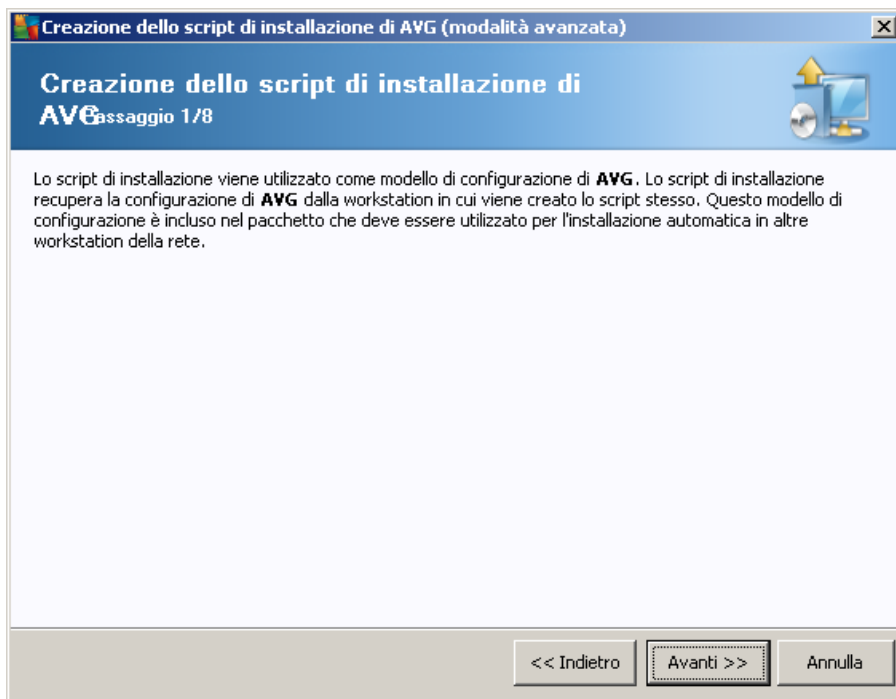 Creazione dello script di installazione di AVG (modalità avanzata)
Creazione dello script di installazione di
AVG Passaggio 1/8
Lo script di installazione viene utilizzato come modello di configurazione di AVG. Lo script di installazione
recupera la configurazione di AVG dalla workstation in cui viene creato lo script stesso. Questo modello di
configurazione è incluso nel pacchetto che deve essere utilizzato per l'installazione automatica in altre
workstation della rete.
<< Indietro
Avanti >>
Annulla